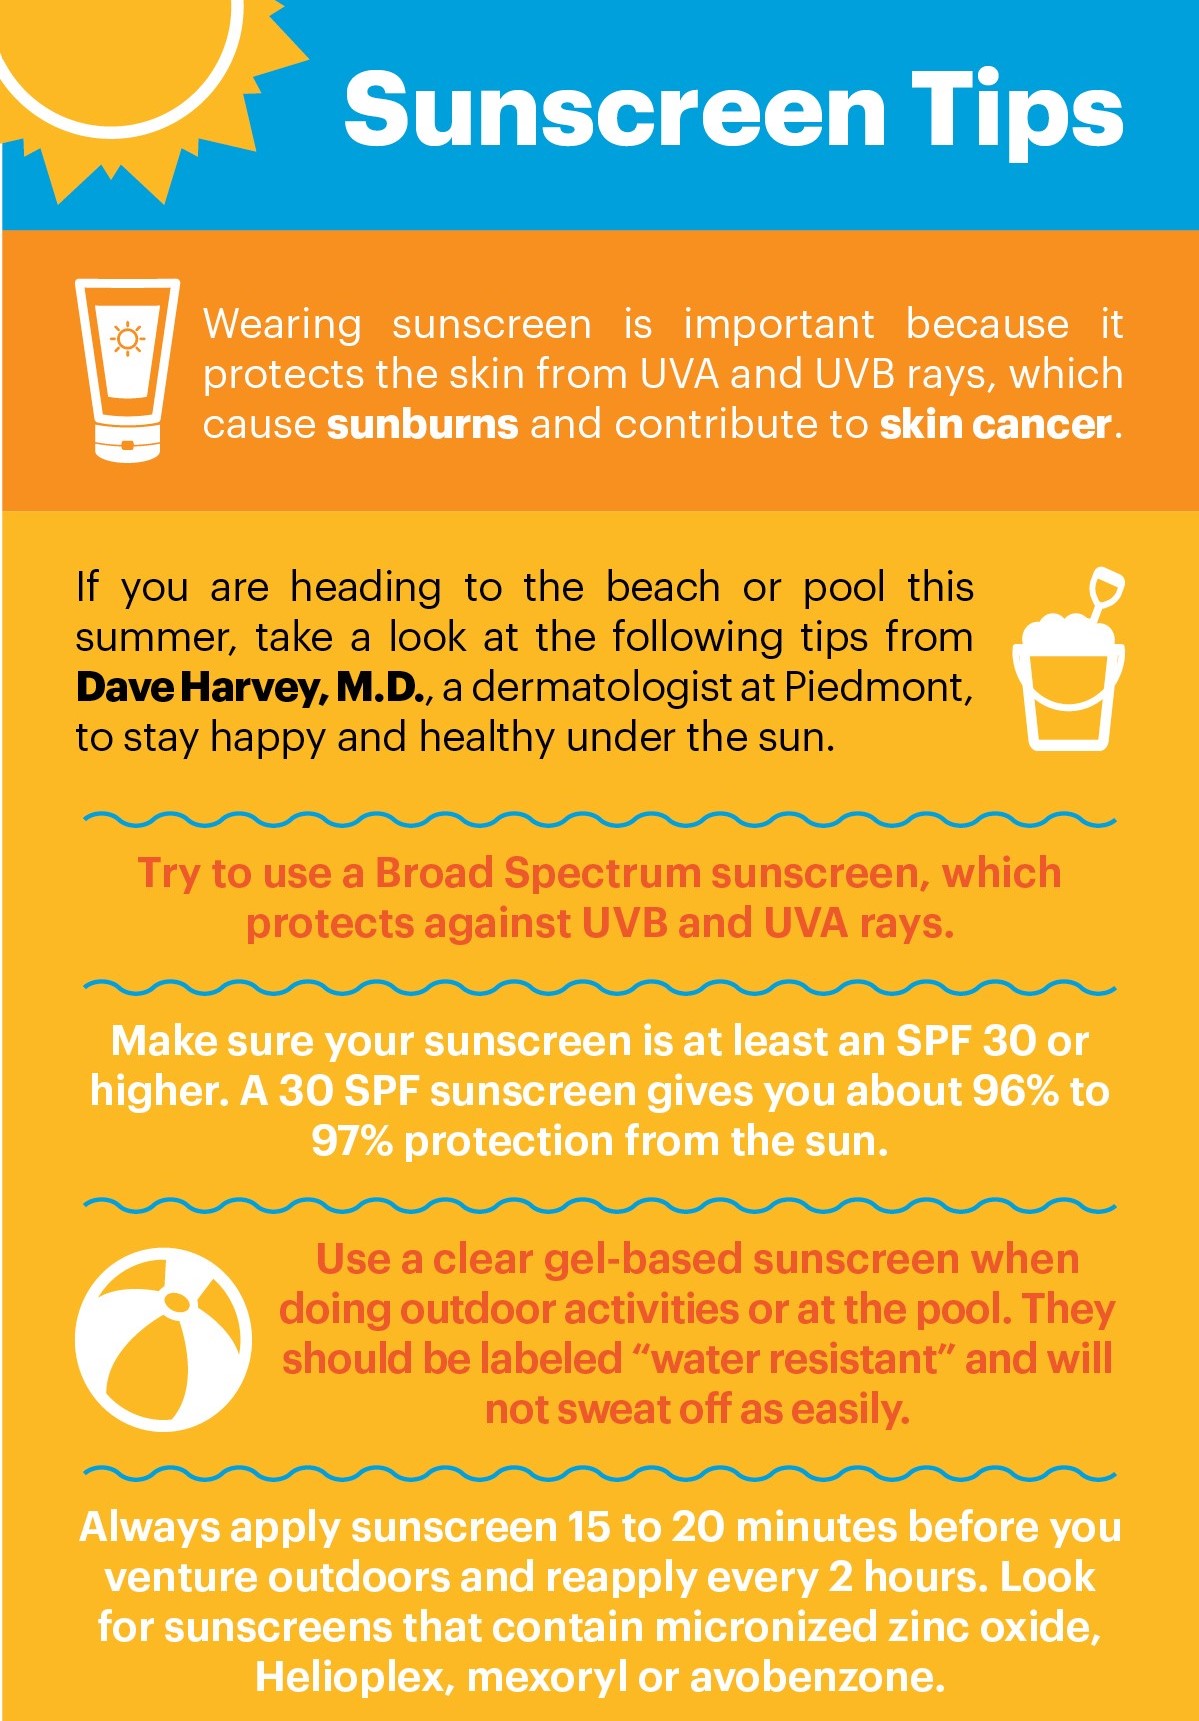 Sunscreen Tips
Wearing sunscreen is important because it
protects the skin from UVA and UVB rays, which
cause sunburns and contribute to skin cancer.
If you are heading to the beach or pool this
summer, take a look at the following tips from
Dave Harvey, M.D., a dermatologist at Piedmont,
to stay happy and healthy under the sun.
Try to use a Broad Spectrum sunscreen, which
protects against UVB and UVA rays.
Make sure your sunscreen is at least an SPF 30 or
higher. A 30 SPF sunscreen gives you about 96% to
97% protection from the sun.
Use a clear gel-based sunscreen when
doing outdoor activities or at the pool. They
should be labeled “water resistant” and will
not sweat off as easily.
Always apply sunscreen 15 to 20 minutes before you
venture outdoors and reapply every 2 hours. Look
for sunscreens that contain micronized zinc oxide,
Helioplex, mexoryl or avobenzone.